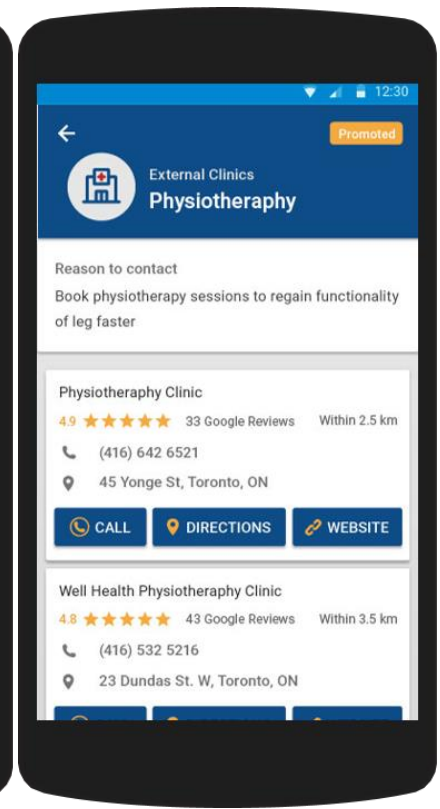 12:30
Promoted
External Clinics
Physiotheraphy
Reason to contact
Book physiotherapy sessions to regain functionality
of leg faster
Physiotheraphy Clinic
4.9 33 Google Reviews Within 2.5 km
(416) 642 6521
45 Yonge St, Toronto, ON
CALL DIRECTIONS WEBSITE
Well Health Physiotheraphy Clinic
4.8 43 Google Reviews Within 3.5 km
(416) 532 5216
23 Dundas St. W, Toronto, ON